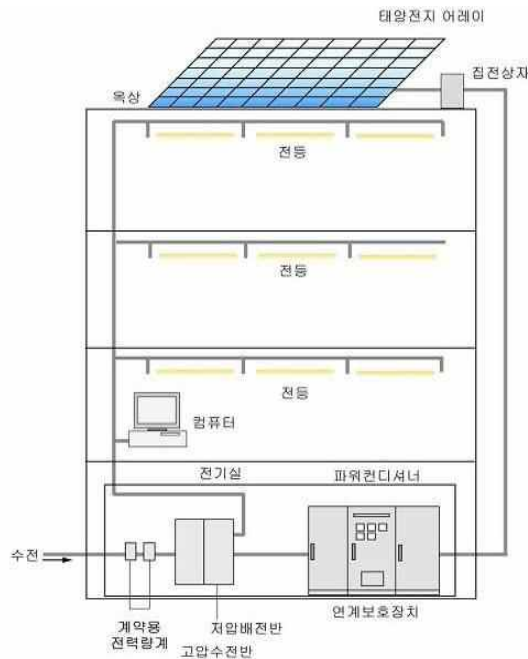 태양전지 어레이
집전상자
옥상
전등
전등
전등
컴퓨터
전기실
파워컨디셔너
수전
연계보호장치
계약용
전력량계
저압배전반
고압수전반